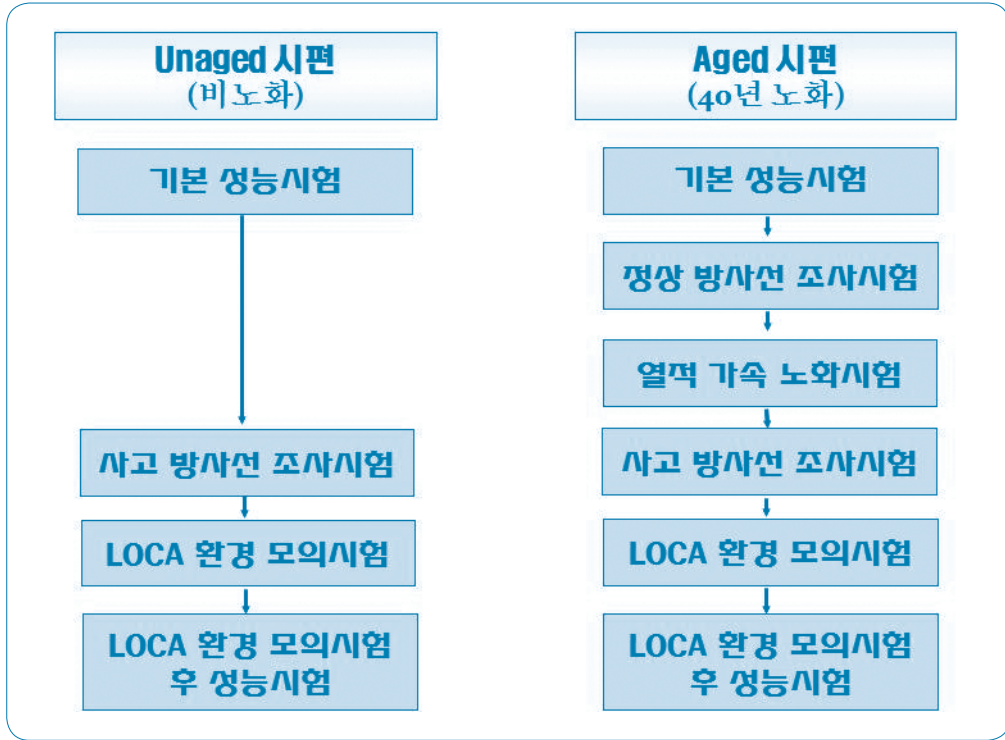 Unaged 시편
(비노화)
기본 성능시험
사고 방사선 조사시험
LOCA 환경 모의시험
LOCA 환경 모의시험
후 성능시험
Aged 시편
(40년 노화)
기본 성능시험
정상 방사선 조사시험
열적 가속 노화시험
사고 방사선 조사시험
LOCA 환경 모의시험
LOCA 환경 모의시험
후 성능시험